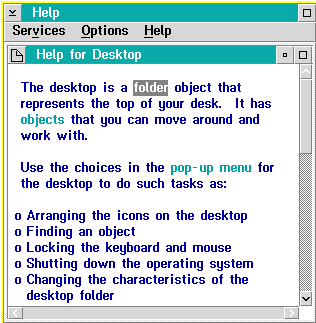 Help
Services Options Help
Help for Desktop
The desktop is a folder object that
represents the top of your desk. It has
objects that you can move around and
work with.
Use the choices in the pop-up menu for
the desktop to do such tasks as:
o Arranging the icons on the desktop
o Finding an object
o Locking the keyboard and mouse
o Shutting down the operating system
o Changing the characteristics of the
desktop folder